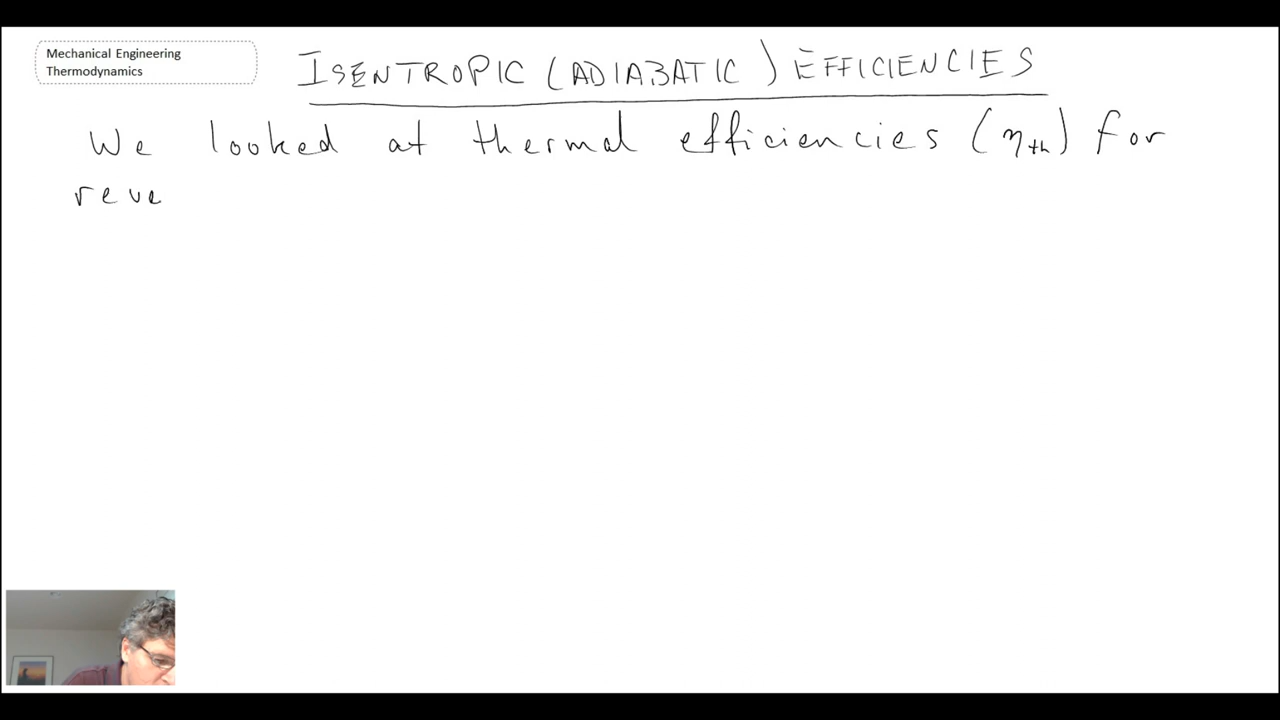 Mechanical Engineering
Thermodynamics
ISENTROPIC (ADIABATIC) EFFICIENCIES
We looked at thermal efficiencies (ηth) for
reve